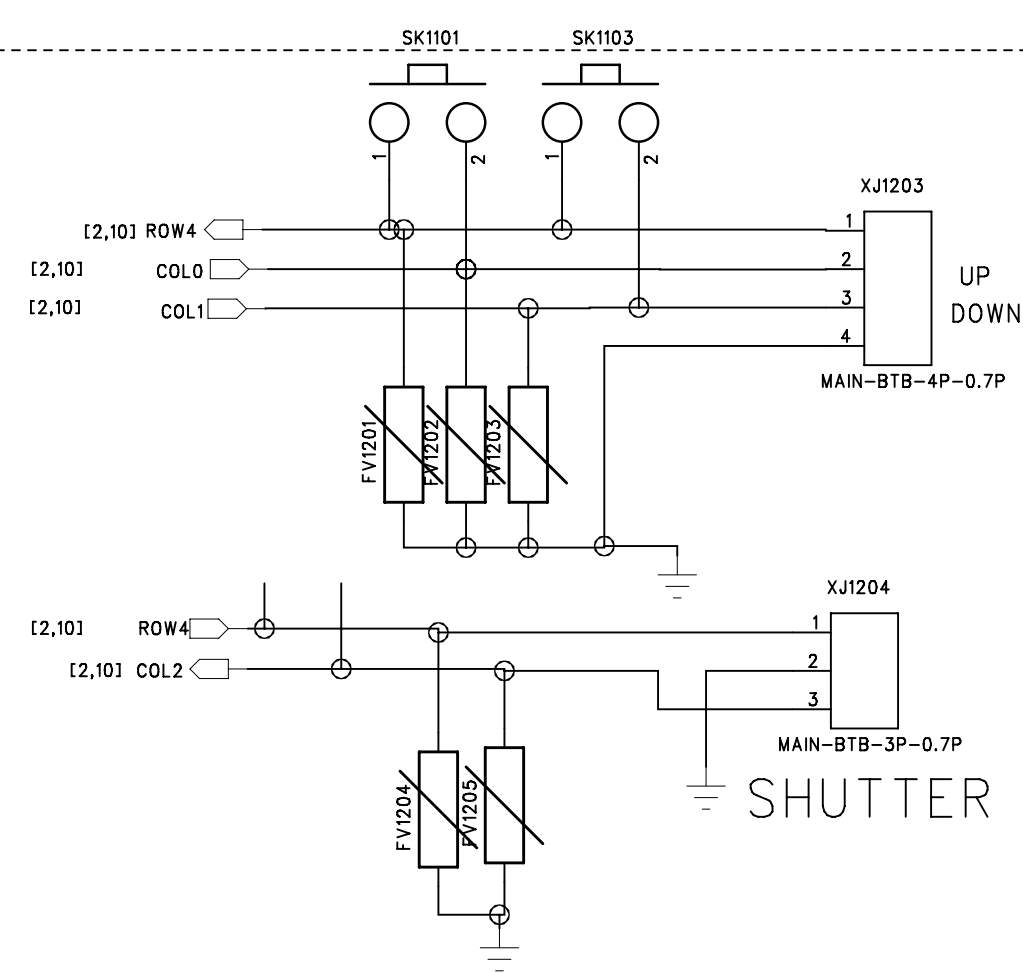 SK1101 SK1103
1 2 1 2
XJ1203
[2,10] ROW4 1
[2,10] COL0 2 UP
[2,10] COL1 3 DOWN
4
MAIN-BTB-4P-0.7P
FV1201 FV1202 FV1203
XJ1204
[2,10] ROW4 1
[2,10] COL2 2
3
MAIN-BTB-3P-0.7P
SHUTTER
FV1204 FV1205